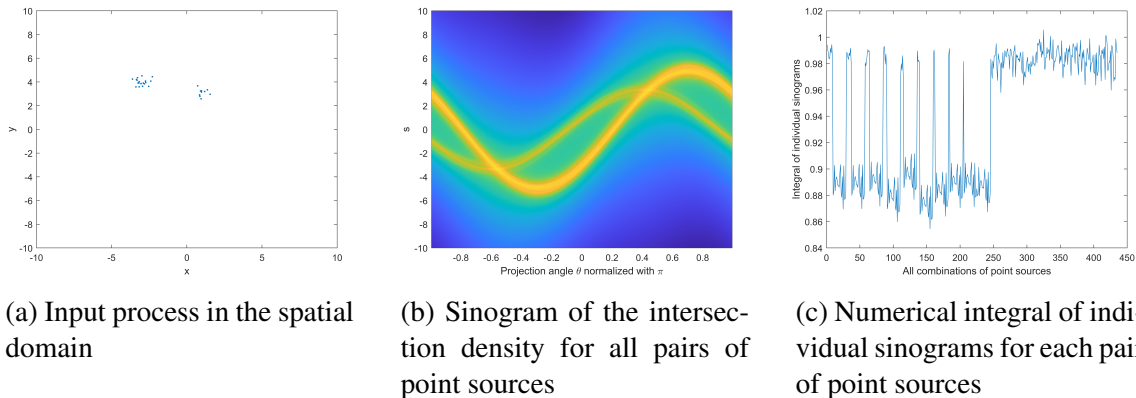 10
8
6
4
2
0
-2
-4
-6
-8
-10
y
-10 -5 0 5 10
x
10
8
6
4
2
0
-2
-4
-6
-8
-10
s
-0.8 -0.6 -0.4 -0.2 0 0.2 0.4 0.6 0.8
Projection angle θ normalized with π
1.02
1
0.98
0.96
0.94
0.92
0.9
0.88
0.86
0.84
Integral of individual sinograms
0 50 100 150 200 250 300 350 400 450
All combinations of point sources
(a) Input process in the spatial
domain
(b) Sinogram of the intersec-
tion density for all pairs of
point sources
(c) Numerical integral of indi-
vidual sinograms for each pair
of point sources